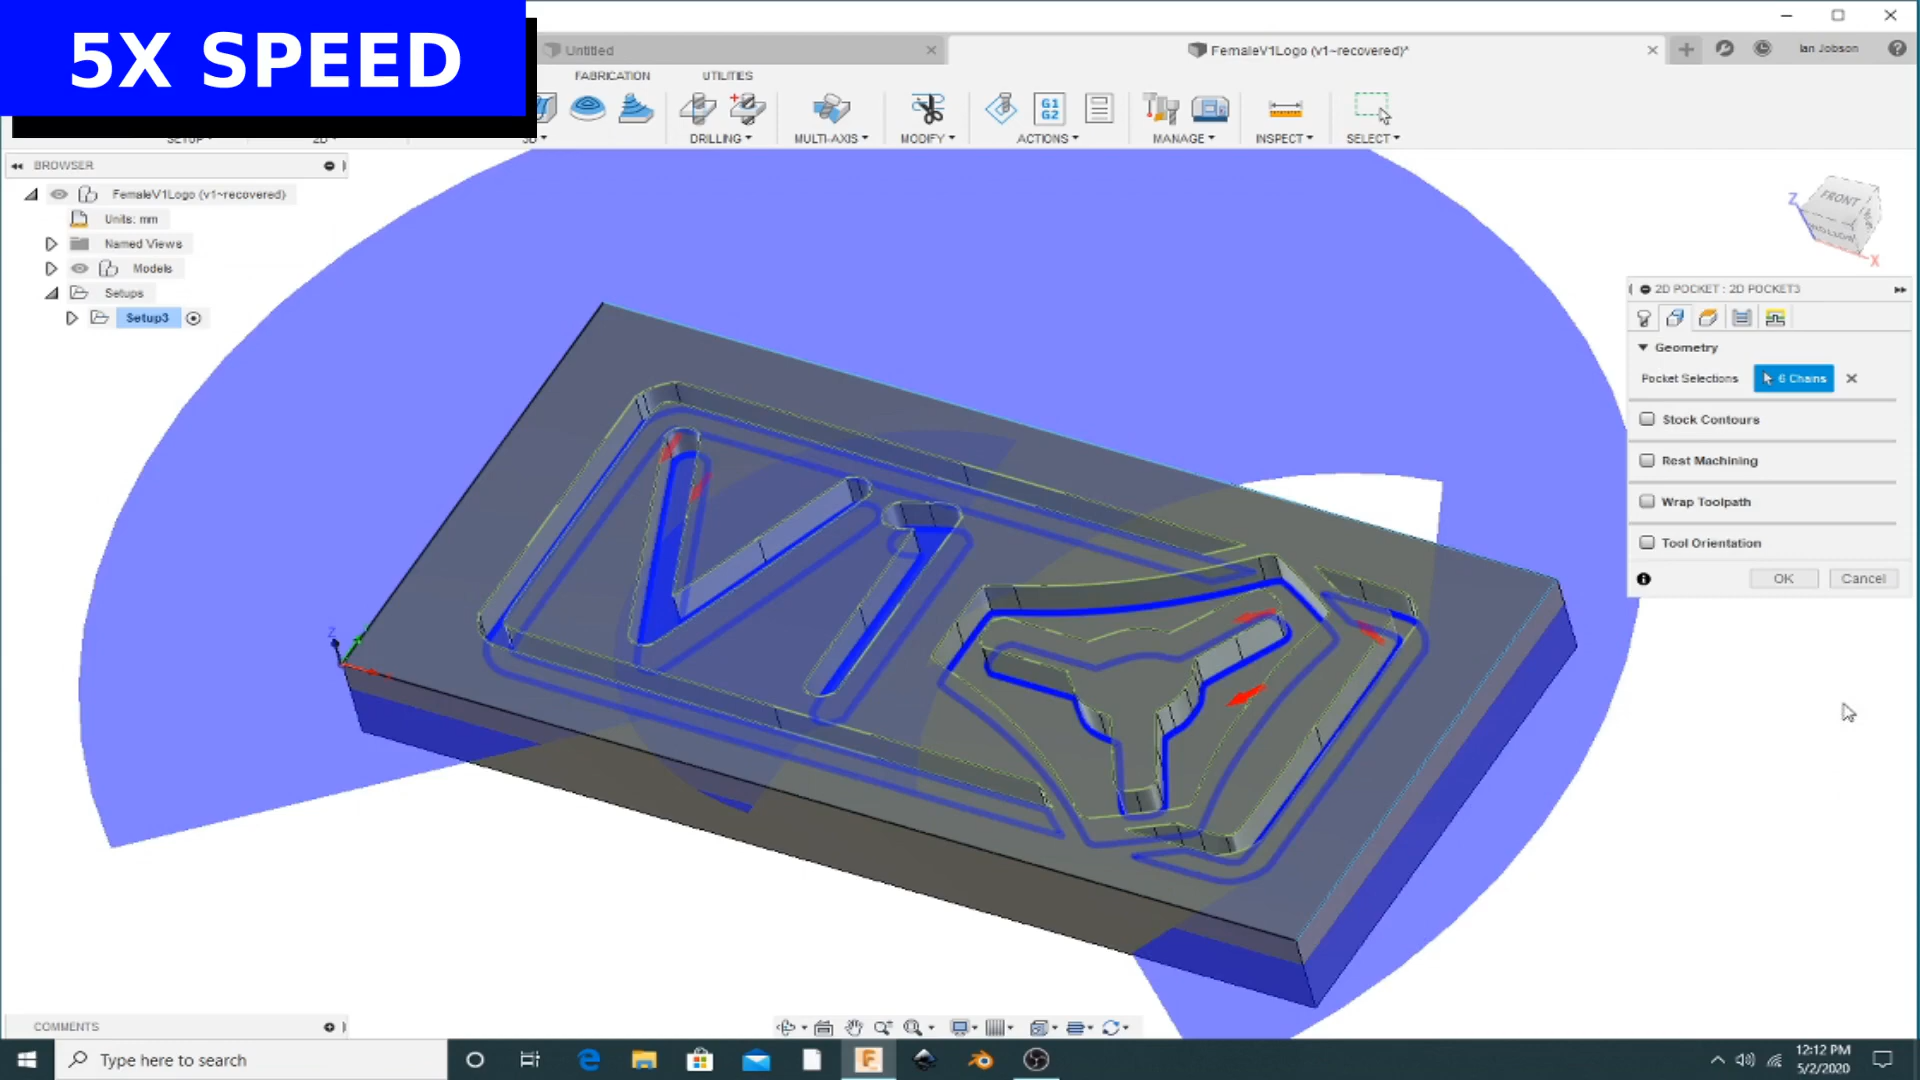 5X SPEED
Untitled
FemaleV1Logo (v1~recovered)*
Ian Jobson
FABRICATION
UTILITIES
G1
G2
DRILLING
MULTI-AXIS
MODIFY
ACTIONS
MANAGE
INSPECT
SELECT
BROWSER
FemaleV1Logo (v1~recovered)
Units: mm
Named Views
Models
Setups
Setup3
Z
FRONT
X
2D POCKET : 2D POCKET3
Geometry
Pocket Selections
6 Chains
Stock Contours
Rest Machining
Wrap Toolpath
Tool Orientation
OK
Cancel
Z
COMMENTS
Type here to search
12:12 PM
5/2/2020